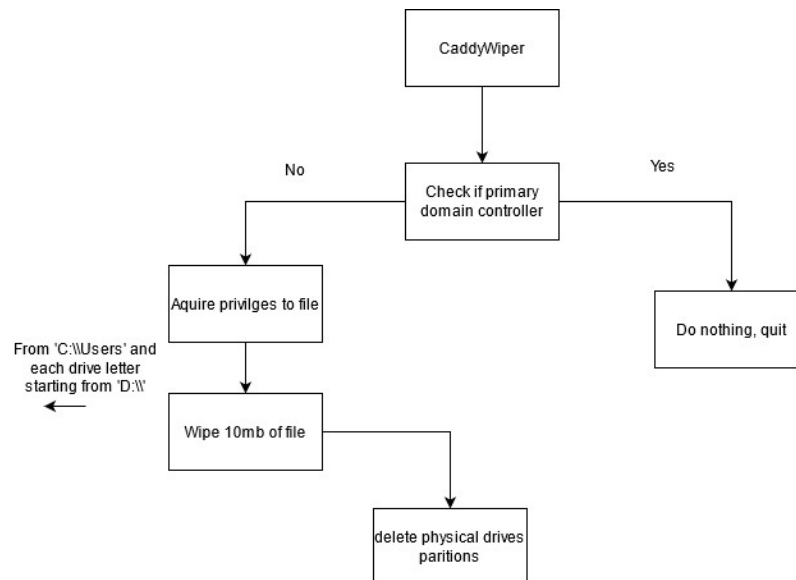 CaddyWiper
No
Yes
Check if primary
domain controller
Aquire privilges to file
Do nothing, quit
From 'C:\\Users' and
each drive letter
starting from 'D:\\'
Wipe 10mb of file
delete physical drives
paritions